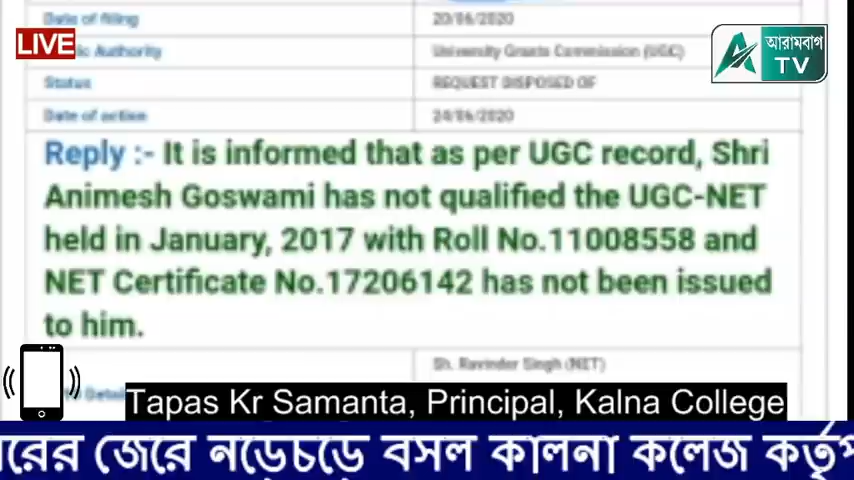 Date of filing 20/06/2020
LIVE
Authority University Grants Commission (UGC)
আরামবাগ
TV
Status REQUEST DISPOSED OF
Date of action 24/06/2020
Reply :- It is informed that as per UGC record, Shri
Animesh Goswami has not qualified the UGC-NET
held in January, 2017 with Roll No.11008558 and
NET Certificate No.17206142 has not been issued
to him.
Sh. Ravinder Singh (NET)
Tapas Kr Samanta, Principal, Kalna College
জেরে নড়েচড়ে বসল কালনা কলেজ